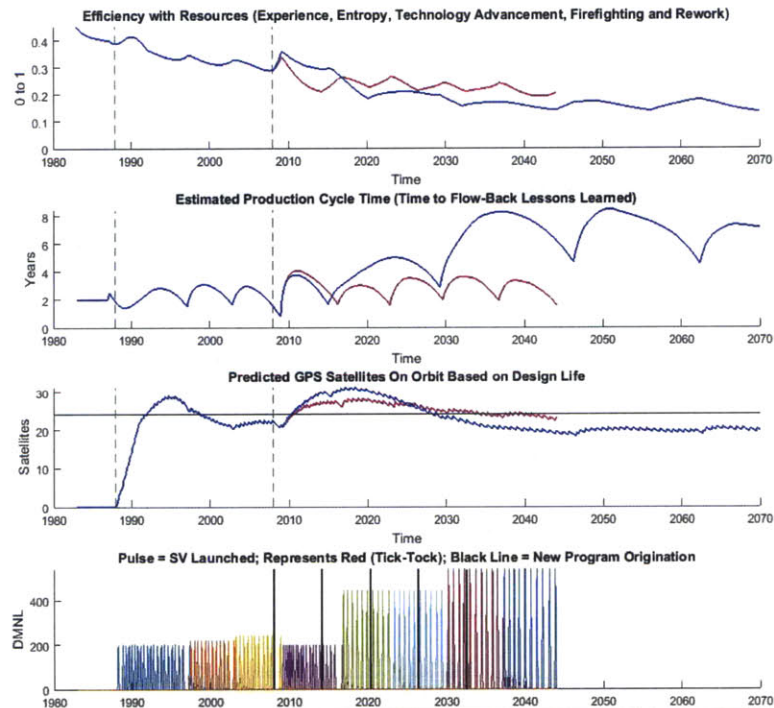 Efficiency with Resources (Experience, Entropy, Technology Advancement, Firefighting and Rework)
0 to 1
0.4
0.3
0.2
0.1
0
1980 1990 2000 2010 2020 2030 2040 2050 2060 2070
Time
Estimated Production Cycle Time (Time to Flow-Back Lessons Learned)
Years
8
6
4
2
0
1980 1990 2000 2010 2020 2030 2040 2050 2060 2070
Time
Predicted GPS Satellites On Orbit Based on Design Life
Satellites
30
20
10
0
1980 1990 2000 2010 2020 2030 2040 2050 2060 2070
Time
Pulse = SV Launched; Represents Red (Tick-Tock); Black Line = New Program Origination
DMNL
400
200
0
1980 1990 2000 2010 2020 2030 2040 2050 2060 2070